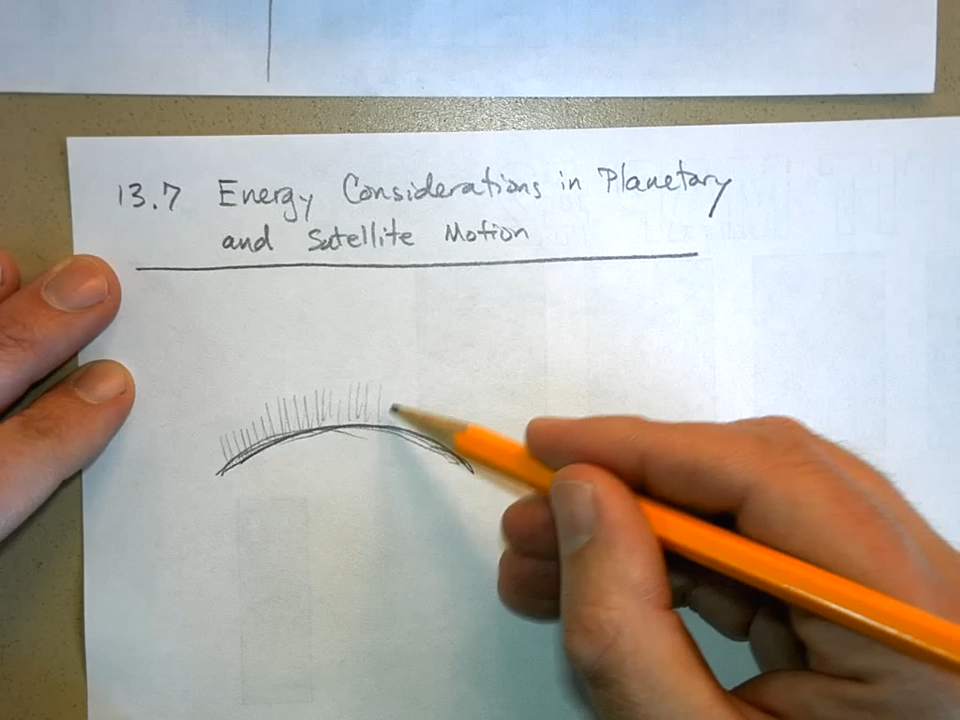 13.7 Energy Considerations in Planetary
and Satellite Motion